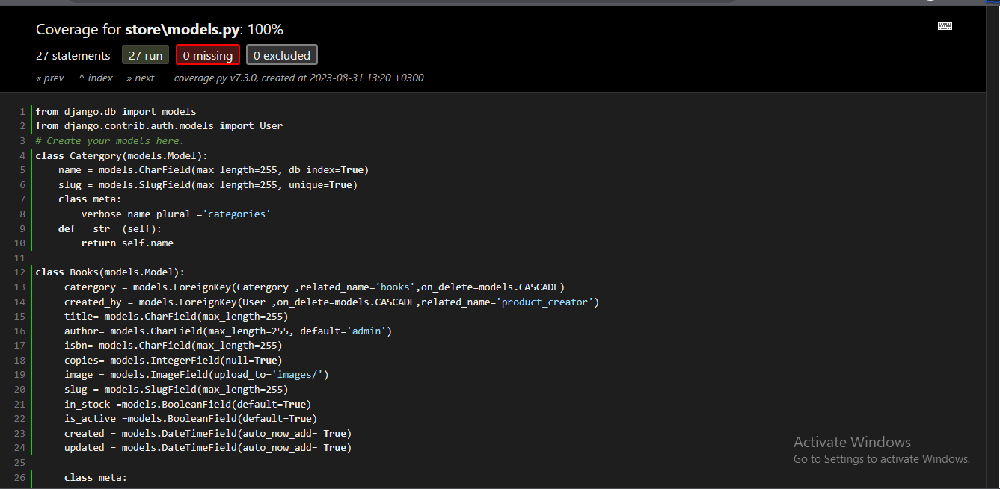 Coverage for store\models.py: 100%
27 statements 27 run 0 missing 0 excluded
« prev ^ index » next coverage.py v7.3.0, created at 2023-08-31 13:20 +0300
1 from django.db import models
2 from django.contrib.auth.models import User
3 # Create your models here.
4 class Catergory(models.Model):
5 name = models.CharField(max_length=255, db_index=True)
6 slug = models.SlugField(max_length=255, unique=True)
7 class meta:
8 verbose_name_plural ='categories'
9 def __str__(self):
10 return self.name
11
12 class Books(models.Model):
13 catergory = models.ForeignKey(Catergory ,related_name='books',on_delete=models.CASCADE)
14 created_by = models.ForeignKey(User ,on_delete=models.CASCADE,related_name='product_creator')
15 title= models.CharField(max_length=255)
16 author= models.CharField(max_length=255, default='admin')
17 isbn= models.CharField(max_length=255)
18 copies= models.IntegerField(null=True)
19 image = models.ImageField(upload_to='images/')
20 slug = models.SlugField(max_length=255)
21 in_stock =models.BooleanField(default=True)
22 is_active =models.BooleanField(default=True)
23 created = models.DateTimeField(auto_now_add= True)
24 updated = models.DateTimeField(auto_now_add= True)
25
26 class meta:
Activate Windows
Go to Settings to activate Windows.